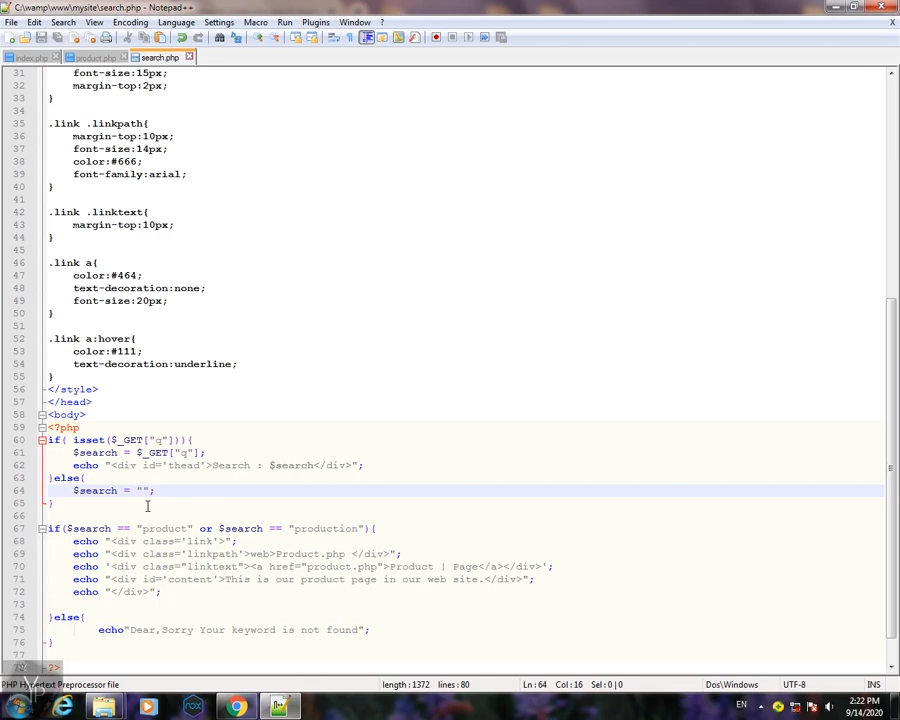 C:\wamp\www\mysite\search.php - Notepad++
File Edit Search View Encoding Language Settings Macro Run Plugins Window ? X
index.php product.php search.php
31 font-size:15px;
32 margin-top:2px;
33 }
34
35 .link .linkpath{
36 margin-top:10px;
37 font-size:14px;
38 color:#666;
39 font-family:arial;
40 }
41
42 .link .linktext{
43 margin-top:10px;
44 }
45
46 .link a{
47 color:#464;
48 text-decoration:none;
49 font-size:20px;
50 }
51
52 .link a:hover{
53 color:#111;
54 text-decoration:underline;
55 }
56 </style>
57 </head>
58 <body>
59 <?php
60 if( isset($_GET["q"])){
61 $search = $_GET["q"];
62 echo "<div id='thead'>Search : $search</div>";
63 }else{
64 $search = "";
65 }
66
67 if($search == "product" or $search == "production"){
68 echo "<div class='link'>";
69 echo "<div class='linkpath'>web>Product.php </div>";
70 echo '<div class="linktext"><a href="product.php">Product | Page</a></div>';
71 echo "<div id='content'>This is our product page in our web site.</div>";
72 echo "</div>";
73
74 }else{
75 echo"Dear,Sorry Your keyword is not found";
76 }
77
?>
PHP Hypertext Preprocessor file length : 1372 lines : 80 Ln : 64 Col : 16 Sel : 0 | 0 Dos\Windows UTF-8 INS
nox EN 2:22 PM
9/14/2020